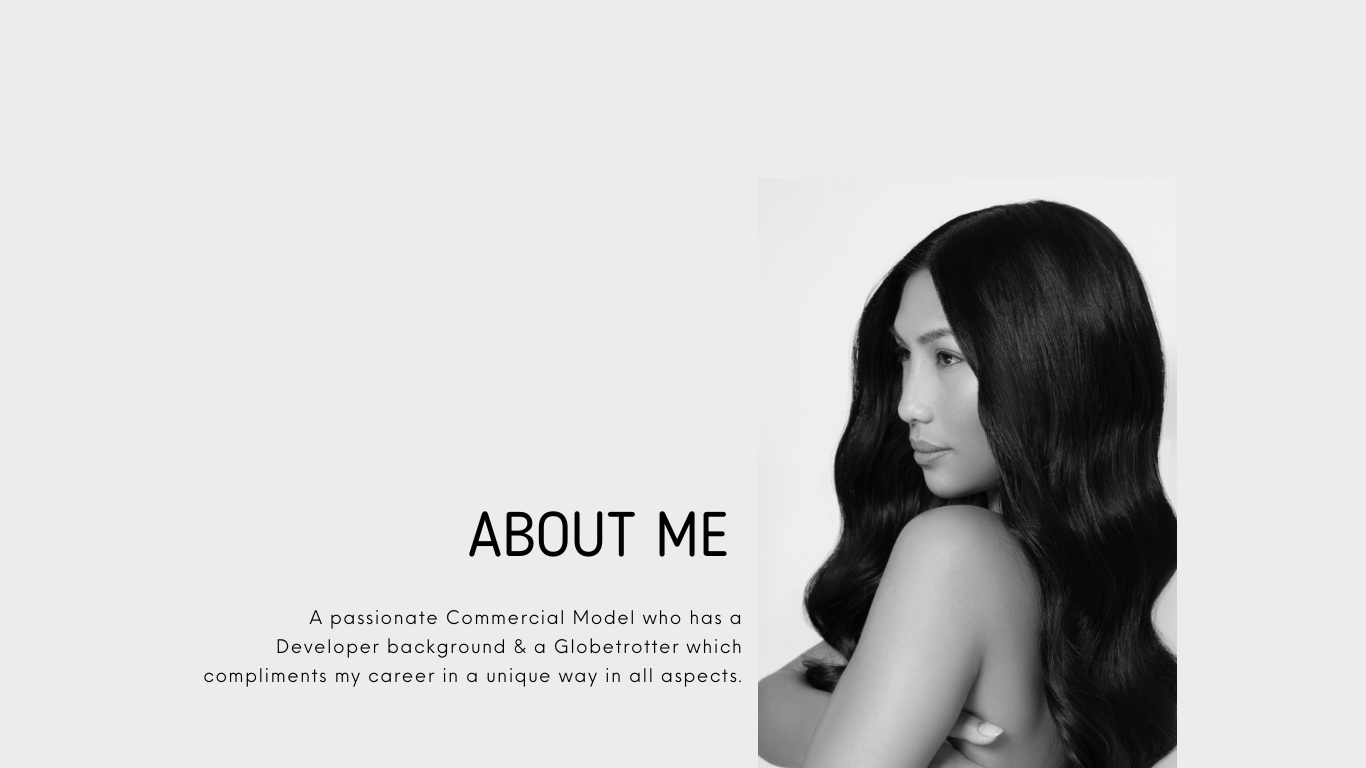 ABOUT ME
A passionate Commercial Model who has a
Developer background & a Globetrotter which
compliments my career in a unique way in all aspects.